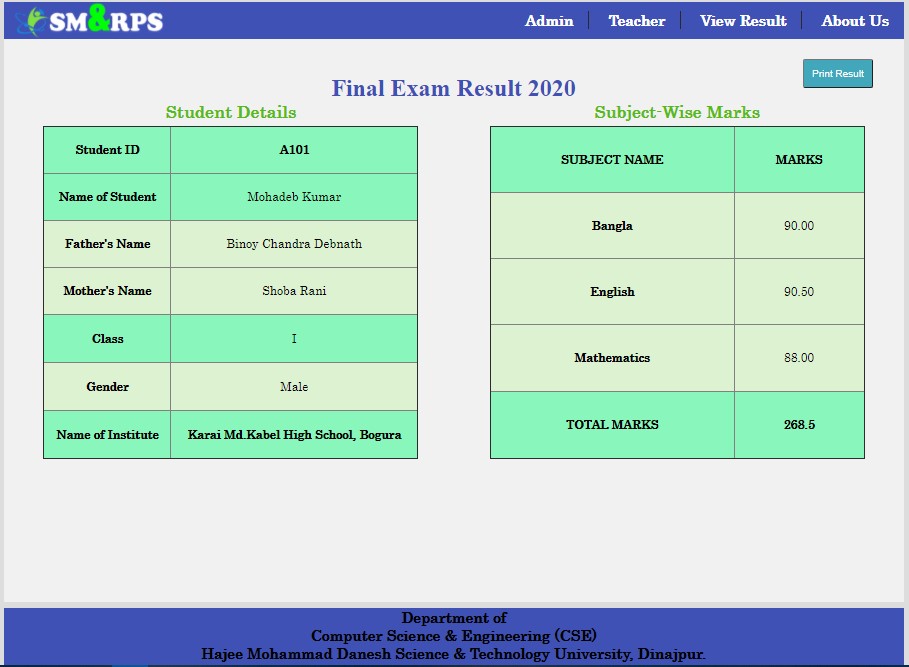 SM&RPS
Admin Teacher View Result About Us
Print Result
Final Exam Result 2020
Student Details
Student ID A101
Name of Student Mohadeb Kumar
Father's Name Binoy Chandra Debnath
Mother's Name Shoba Rani
Class I
Gender Male
Name of Institute Karai Md.Kabel High School, Bogura
Subject-Wise Marks
SUBJECT NAME MARKS
Bangla 90.00
English 90.50
Mathematics 88.00
TOTAL MARKS 268.5
Department of
Computer Science & Engineering (CSE)
Hajee Mohammad Danesh Science & Technology University, Dinajpur.